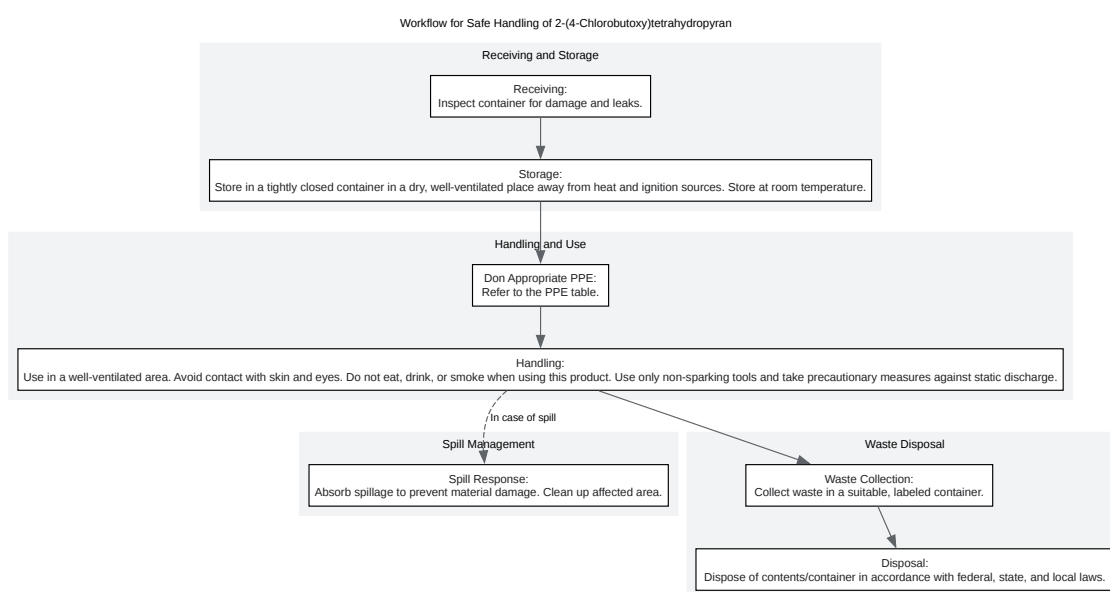 Workflow for Safe Handling of 2-(4-Chlorobutoxy)tetrahydropyran
Receiving and Storage
Receiving:
Inspect container for damage and leaks.
Storage:
Store in a tightly closed container in a dry, well-ventilated place away from heat and ignition sources. Store at room temperature.
Handling and Use
Don Appropriate PPE:
Refer to the PPE table.
Handling:
Use in a well-ventilated area. Avoid contact with skin and eyes. Do not eat, drink, or smoke when using this product. Use only non-sparking tools and take precautionary measures against static discharge.
In case of spill
Spill Management
Spill Response:
Absorb spillage to prevent material damage. Clean up affected area.
Waste Disposal
Waste Collection:
Collect waste in a suitable, labeled container.
Disposal:
Dispose of contents/container in accordance with federal, state, and local laws.